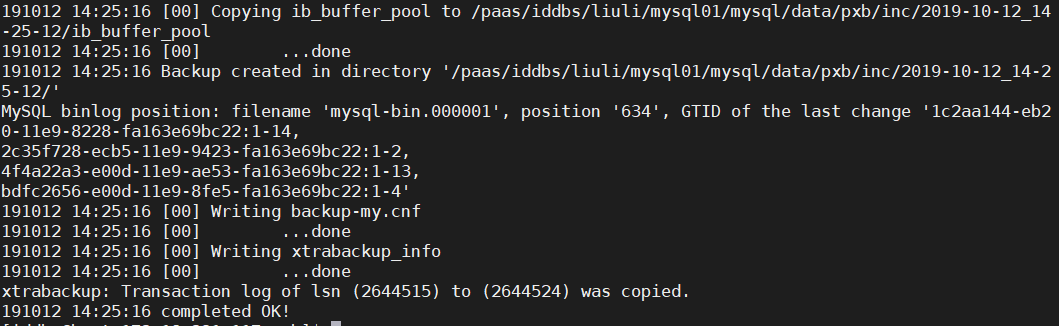 191012 14:25:16 [00] Copying ib_buffer_pool to /paas/iddbs/liuli/mysql01/mysql/data/pxb/inc/2019-10-12_14
-25-12/ib_buffer_pool
191012 14:25:16 [00]        ...done
191012 14:25:16 Backup created in directory '/paas/iddbs/liuli/mysql01/mysql/data/pxb/inc/2019-10-12_14-2
5-12/'
MySQL binlog position: filename 'mysql-bin.000001', position '634', GTID of the last change '1c2aa144-eb2
0-11e9-8228-fa163e69bc22:1-14,
2c35f728-ecb5-11e9-9423-fa163e69bc22:1-2,
4f4a22a3-e00d-11e9-ae53-fa163e69bc22:1-13,
bdfc2656-e00d-11e9-8fe5-fa163e69bc22:1-4'
191012 14:25:16 [00] Writing backup-my.cnf
191012 14:25:16 [00]        ...done
191012 14:25:16 [00] Writing xtrabackup_info
191012 14:25:16 [00]        ...done
xtrabackup: Transaction log of lsn (2644515) to (2644524) was copied.
191012 14:25:16 completed OK!